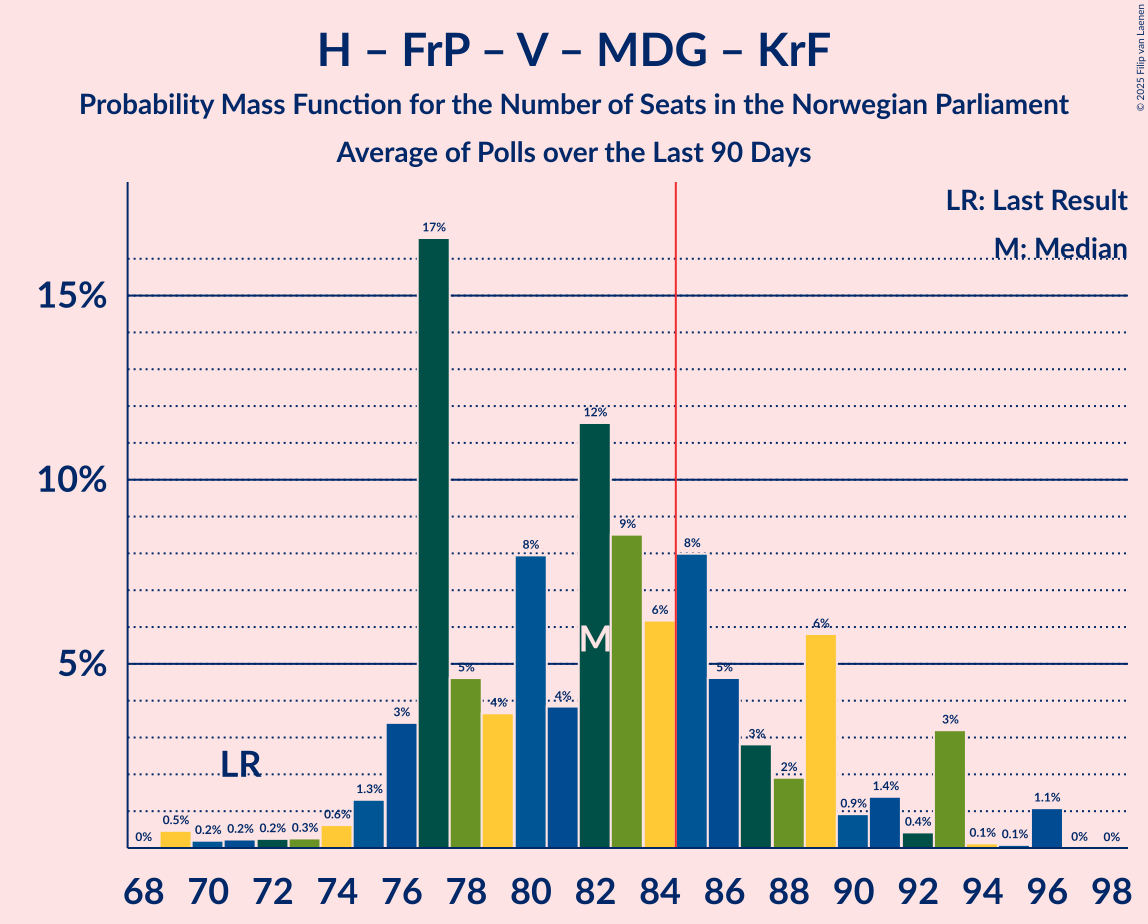 H – FrP – V – MDG – KrF
Probability Mass Function for the Number of Seats in the Norwegian Parliament
Average of Polls over the Last 90 Days
© 2025 Filip van Laenen
LR: Last Result
M: Median
15%
10%
5%
0% 0.5% 0.2% 0.2% 0.2% 0.3% 0.6% 1.3% 3% 17% 5% 4% 8% 4% 12% 9% 6% 8% 5% 3% 2% 6% 0.9% 1.4% 0.4% 3% 0.1% 0.1% 1.1% 0% 0%
LR
M
68 70 72 74 76 78 80 82 84 86 88 90 92 94 96 98